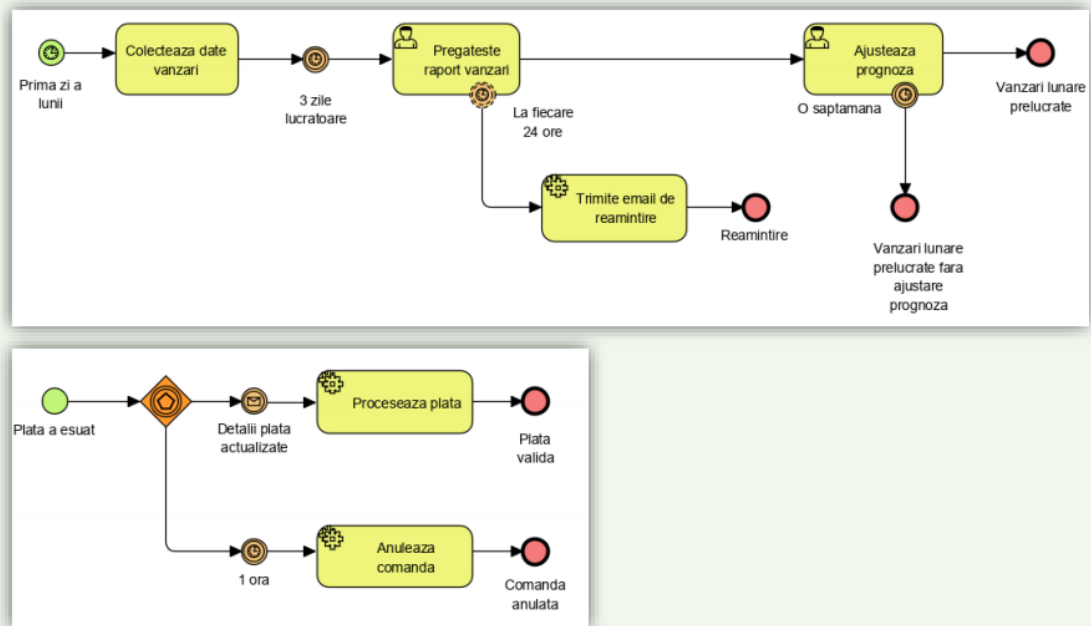 Colecteaza date
vanzari
Pregateste
raport vanzari
Ajusteaza
prognoza
Prima zi a
lunii
3 zile
lucratoare
La fiecare
24 ore
O saptamana
Vanzari lunare
prelucrate
Trimite email de
reamintire
Reamintire
Vanzari lunare
prelucrate fara
ajustare
prognoza
Plata a esuat
Detalii plata
actualizate
Proceseaza plata
Plata
valida
1 ora
Anuleaza
comanda
Comanda
anulata